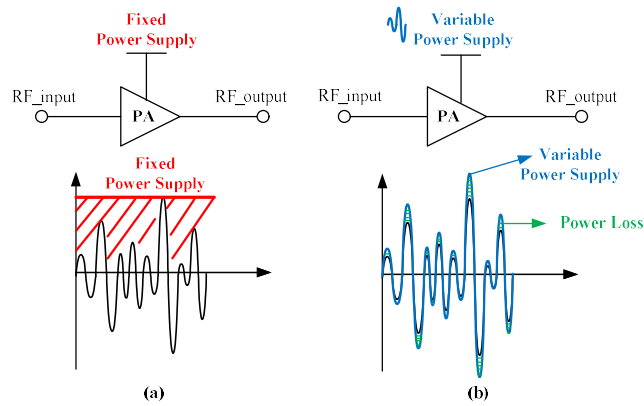 Fixed
Power Supply
RF_input
PA
RF_output
Fixed
Power Supply
(a)
Variable
Power Supply
RF_input
PA
RF_output
Variable
Power Supply
Power Loss
(b)